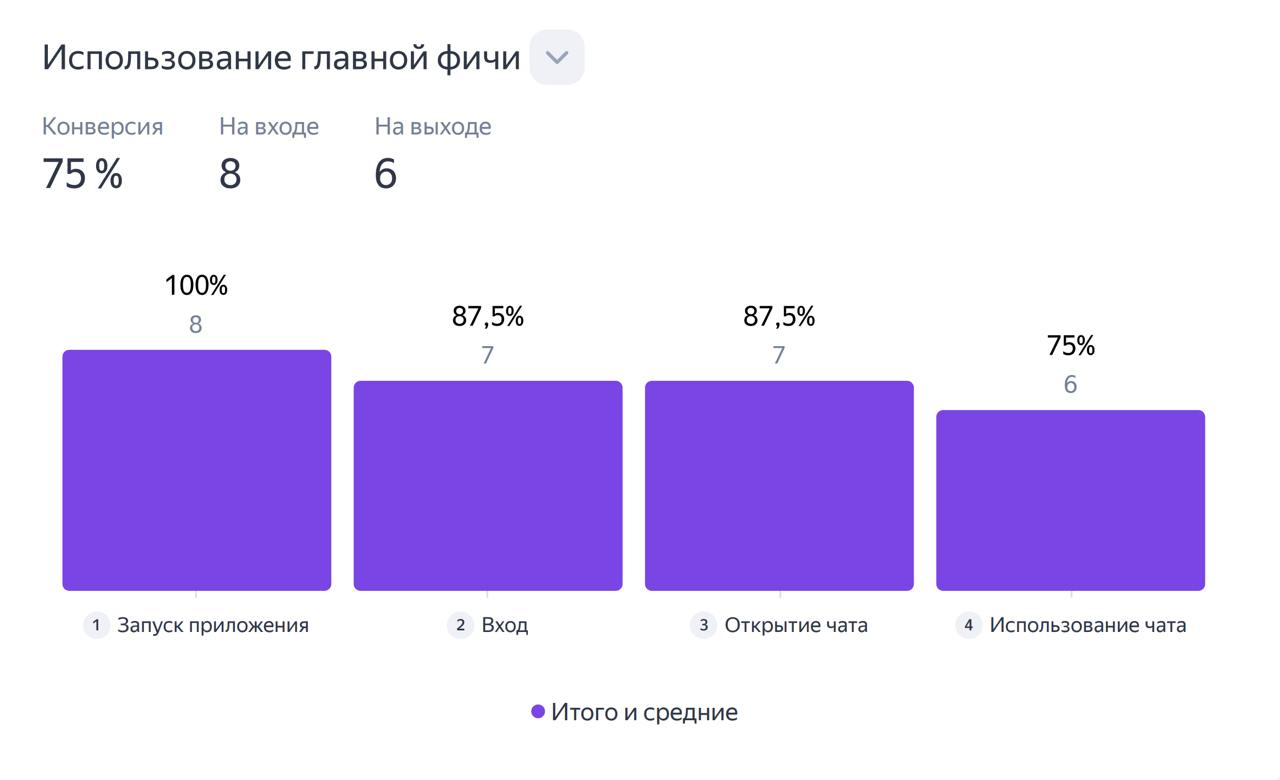 Использование главной фичи
Конверсия На входе На выходе
75 % 8 6
100%
8
87,5%
7
87,5%
7
75%
6
1 Запуск приложения 2 Вход 3 Открытие чата 4 Использование чата
Итого и средние